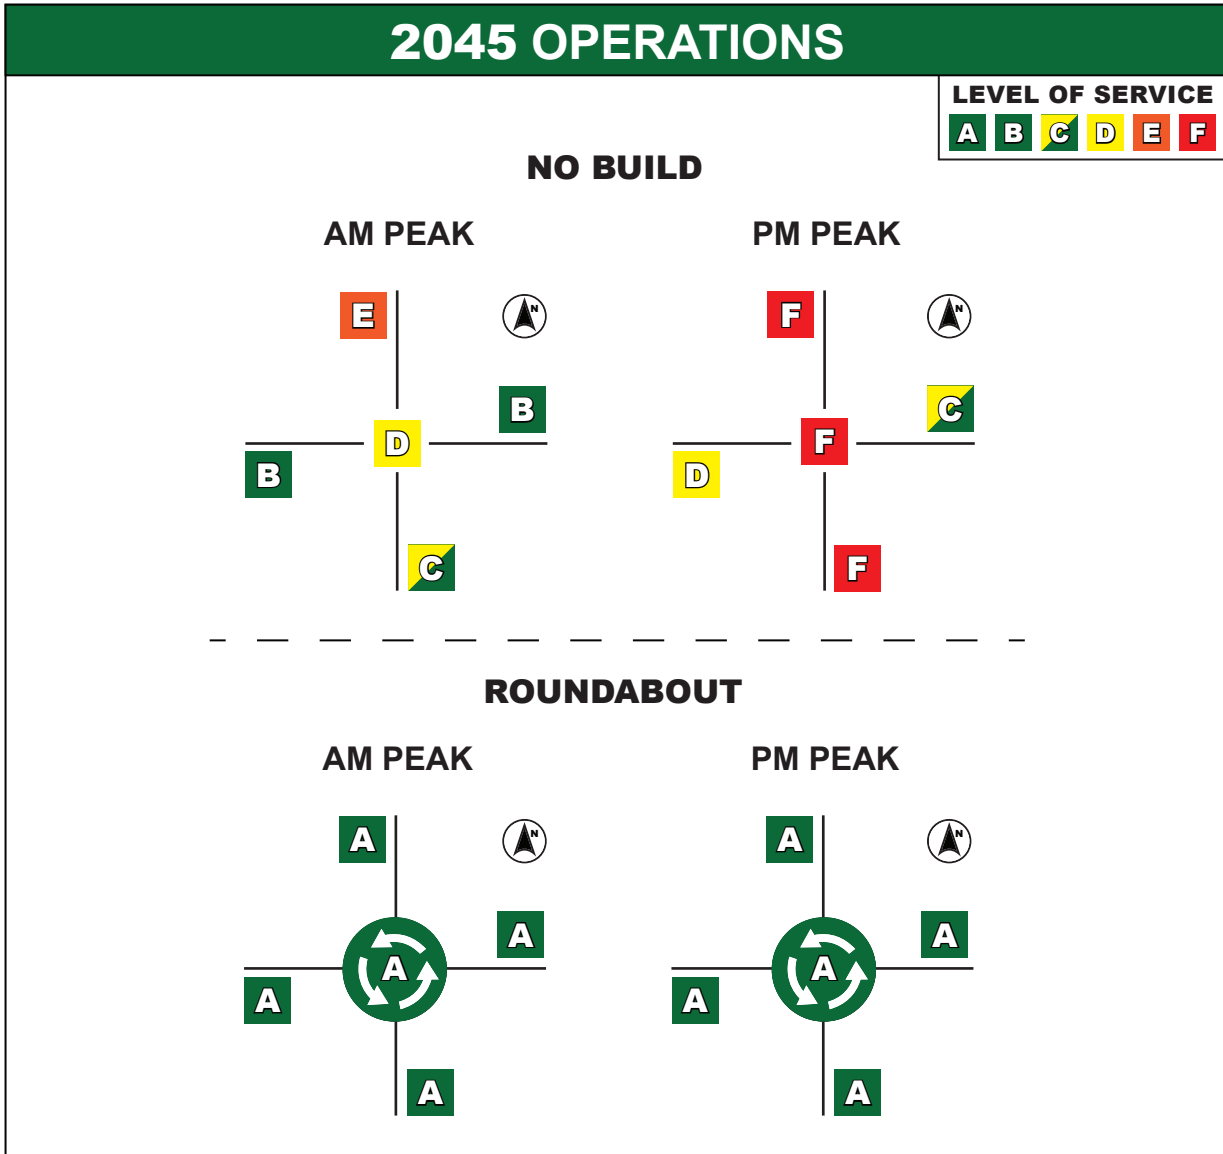 2045 OPERATIONS
LEVEL OF SERVICE
A B C D E F
NO BUILD
AM PEAK
PM PEAK
E
N
B
D
B
C
F
N
C
F
D
F
ROUNDABOUT
AM PEAK
PM PEAK
A
N
A
A
A
A
A
N
A
A
A
A